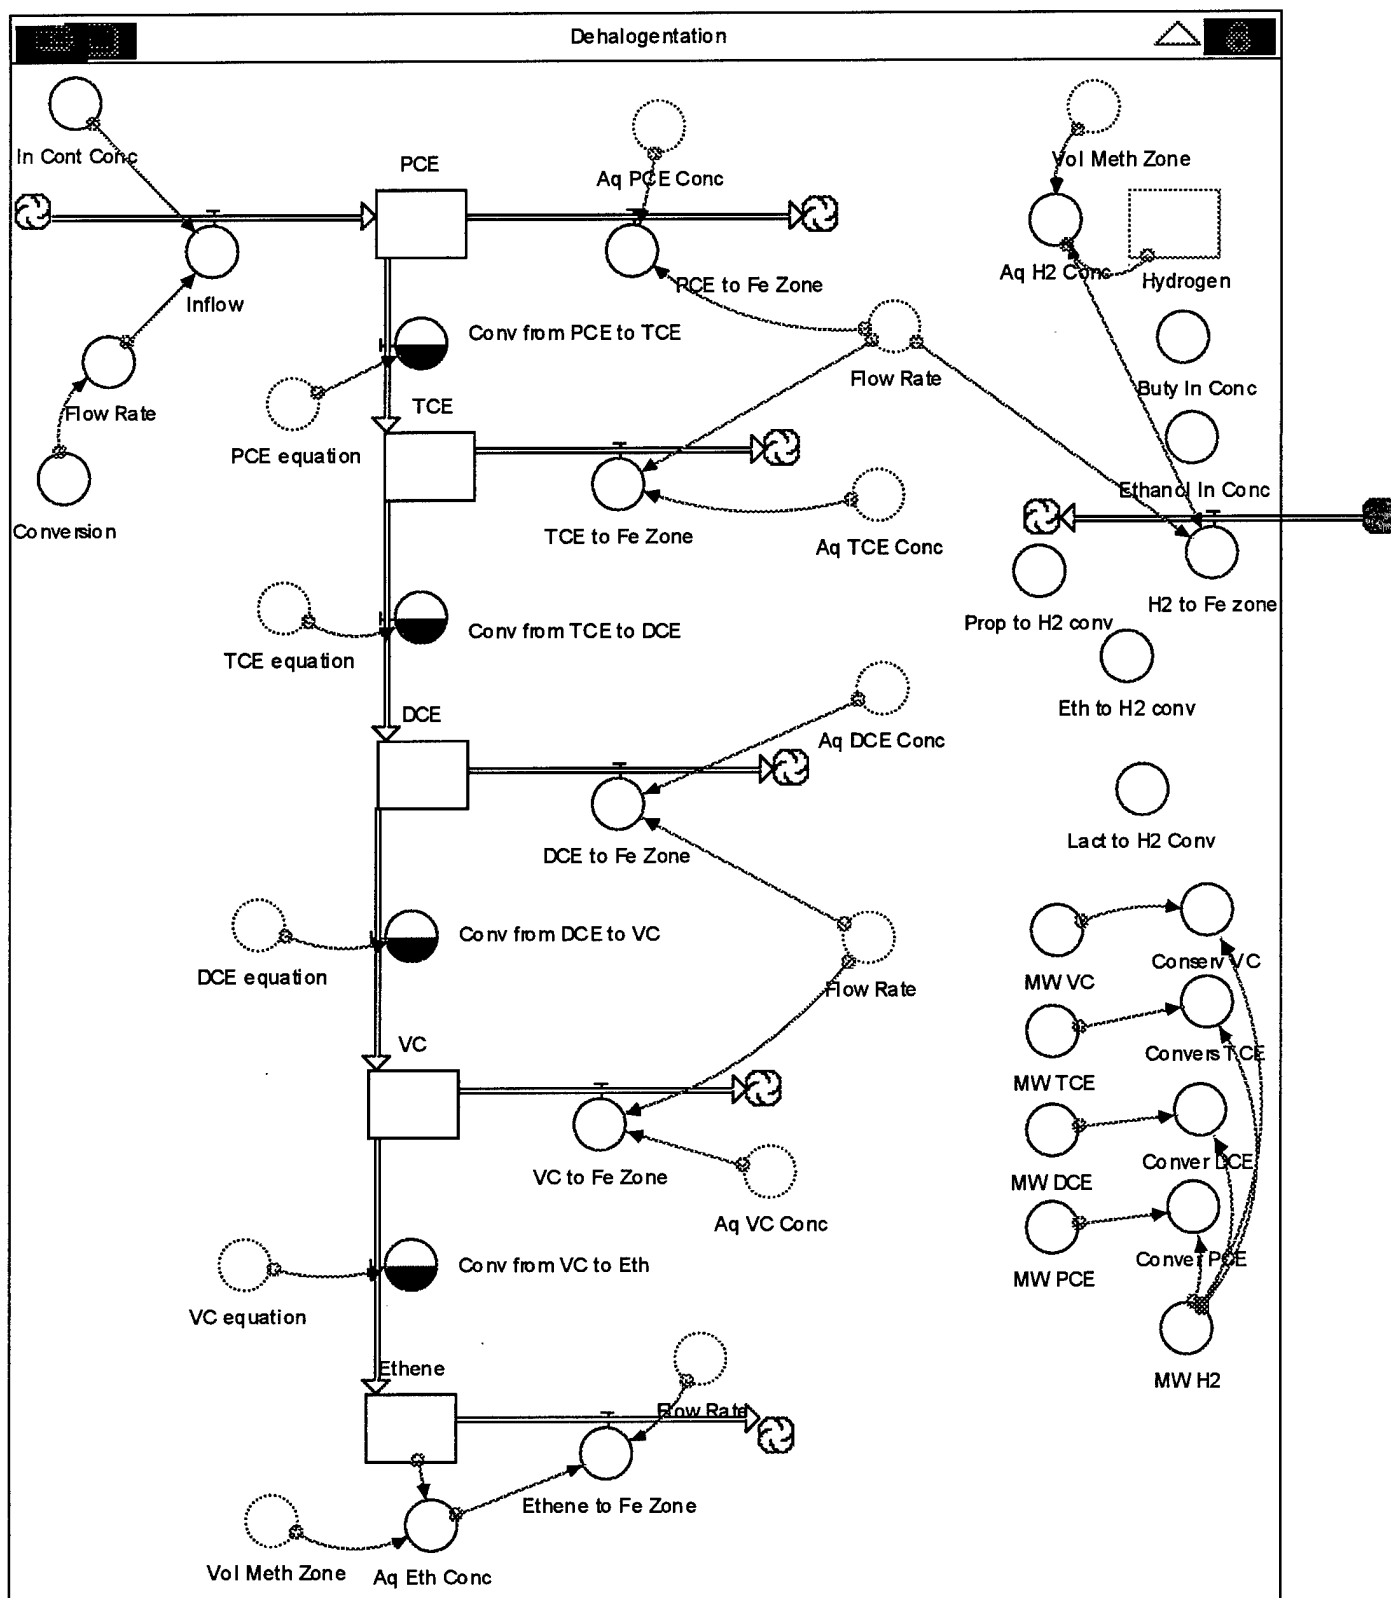 Dehalogentation
In Cont Conc
PCE
Aq PCE Conc
Vol Meth Zone
Inflow
PCE to Fe Zone
Aq H2 Conc
Hydrogen
Conv from PCE to TCE
Flow Rate
Flow Rate
Buty In Conc
TCE
PCE equation
Ethanol In Conc
Conversion
TCE to Fe Zone
Aq TCE Conc
H2 to Fe zone
Prop to H2 conv
Conv from TCE to DCE
TCE equation
Eth to H2 conv
DCE
Aq DCE Conc
Lact to H2 Conv
DCE to Fe Zone
Conv from DCE to VC
DCE equation
Conserv VC
MW VC
Flow Rate
VC
Convers TCE
MW TCE
Conver DCE
VC to Fe Zone
MW DCE
Aq VC Conc
Conv from VC to Eth
Conver PCE
MW PCE
VC equation
Ethene
MW H2
Flow Rate
Ethene to Fe Zone
Vol Meth Zone
Aq Eth Conc